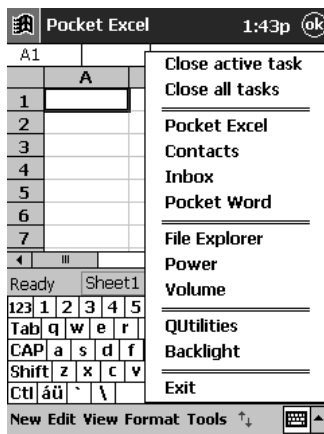 Pocket Excel 1:43p ok
A1
Close active task
Close all tasks
A
1
2
3
4
5
6
7
Pocket Excel
Contacts
Inbox
Pocket Word
File Explorer
Power
Volume
QUtilities
Backlight
Exit
Ready Sheet1
123 1 2 3 4 5
Tab q w e r
CAP a s d f
Shift z x c v
Ctl áü ` \
New Edit View Format Tools ↑↓